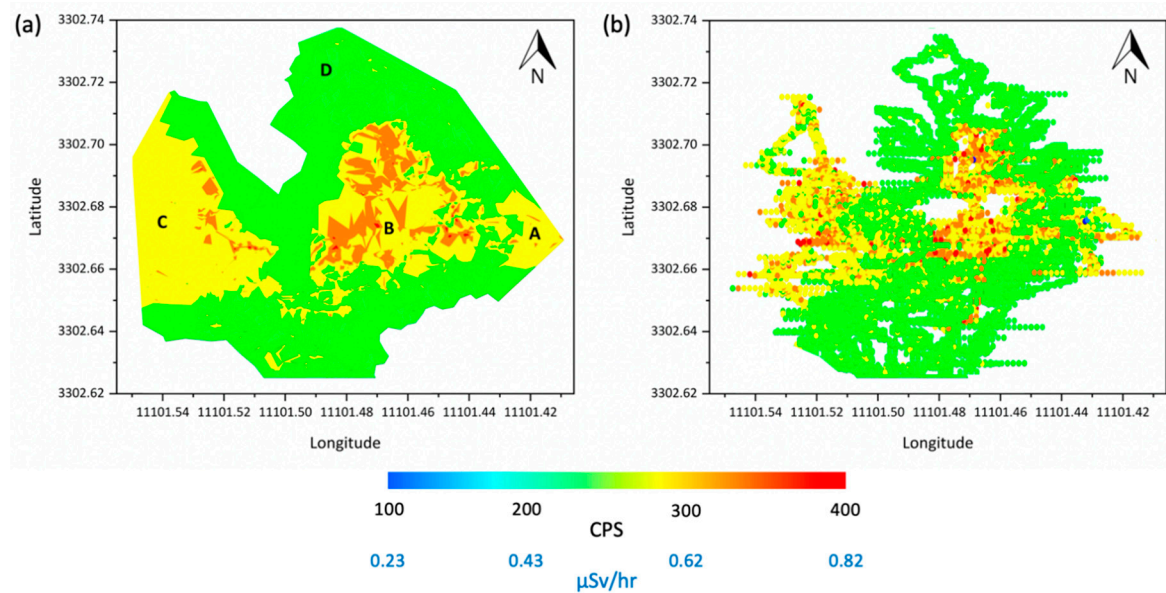 (a)
3302.74
3302.72
3302.70
3302.68
3302.66
3302.64
3302.62
Latitude
D
C
B
A
N
11101.54 11101.52 11101.50 11101.48 11101.46 11101.44 11101.42
Longitude
(b)
3302.74
3302.72
3302.70
3302.68
3302.66
3302.64
3302.62
Latitude
N
11101.54 11101.52 11101.50 11101.48 11101.46 11101.44 11101.42
Longitude
100 200 300 400
CPS
0.23 0.43 0.62 0.82
μSv/hr